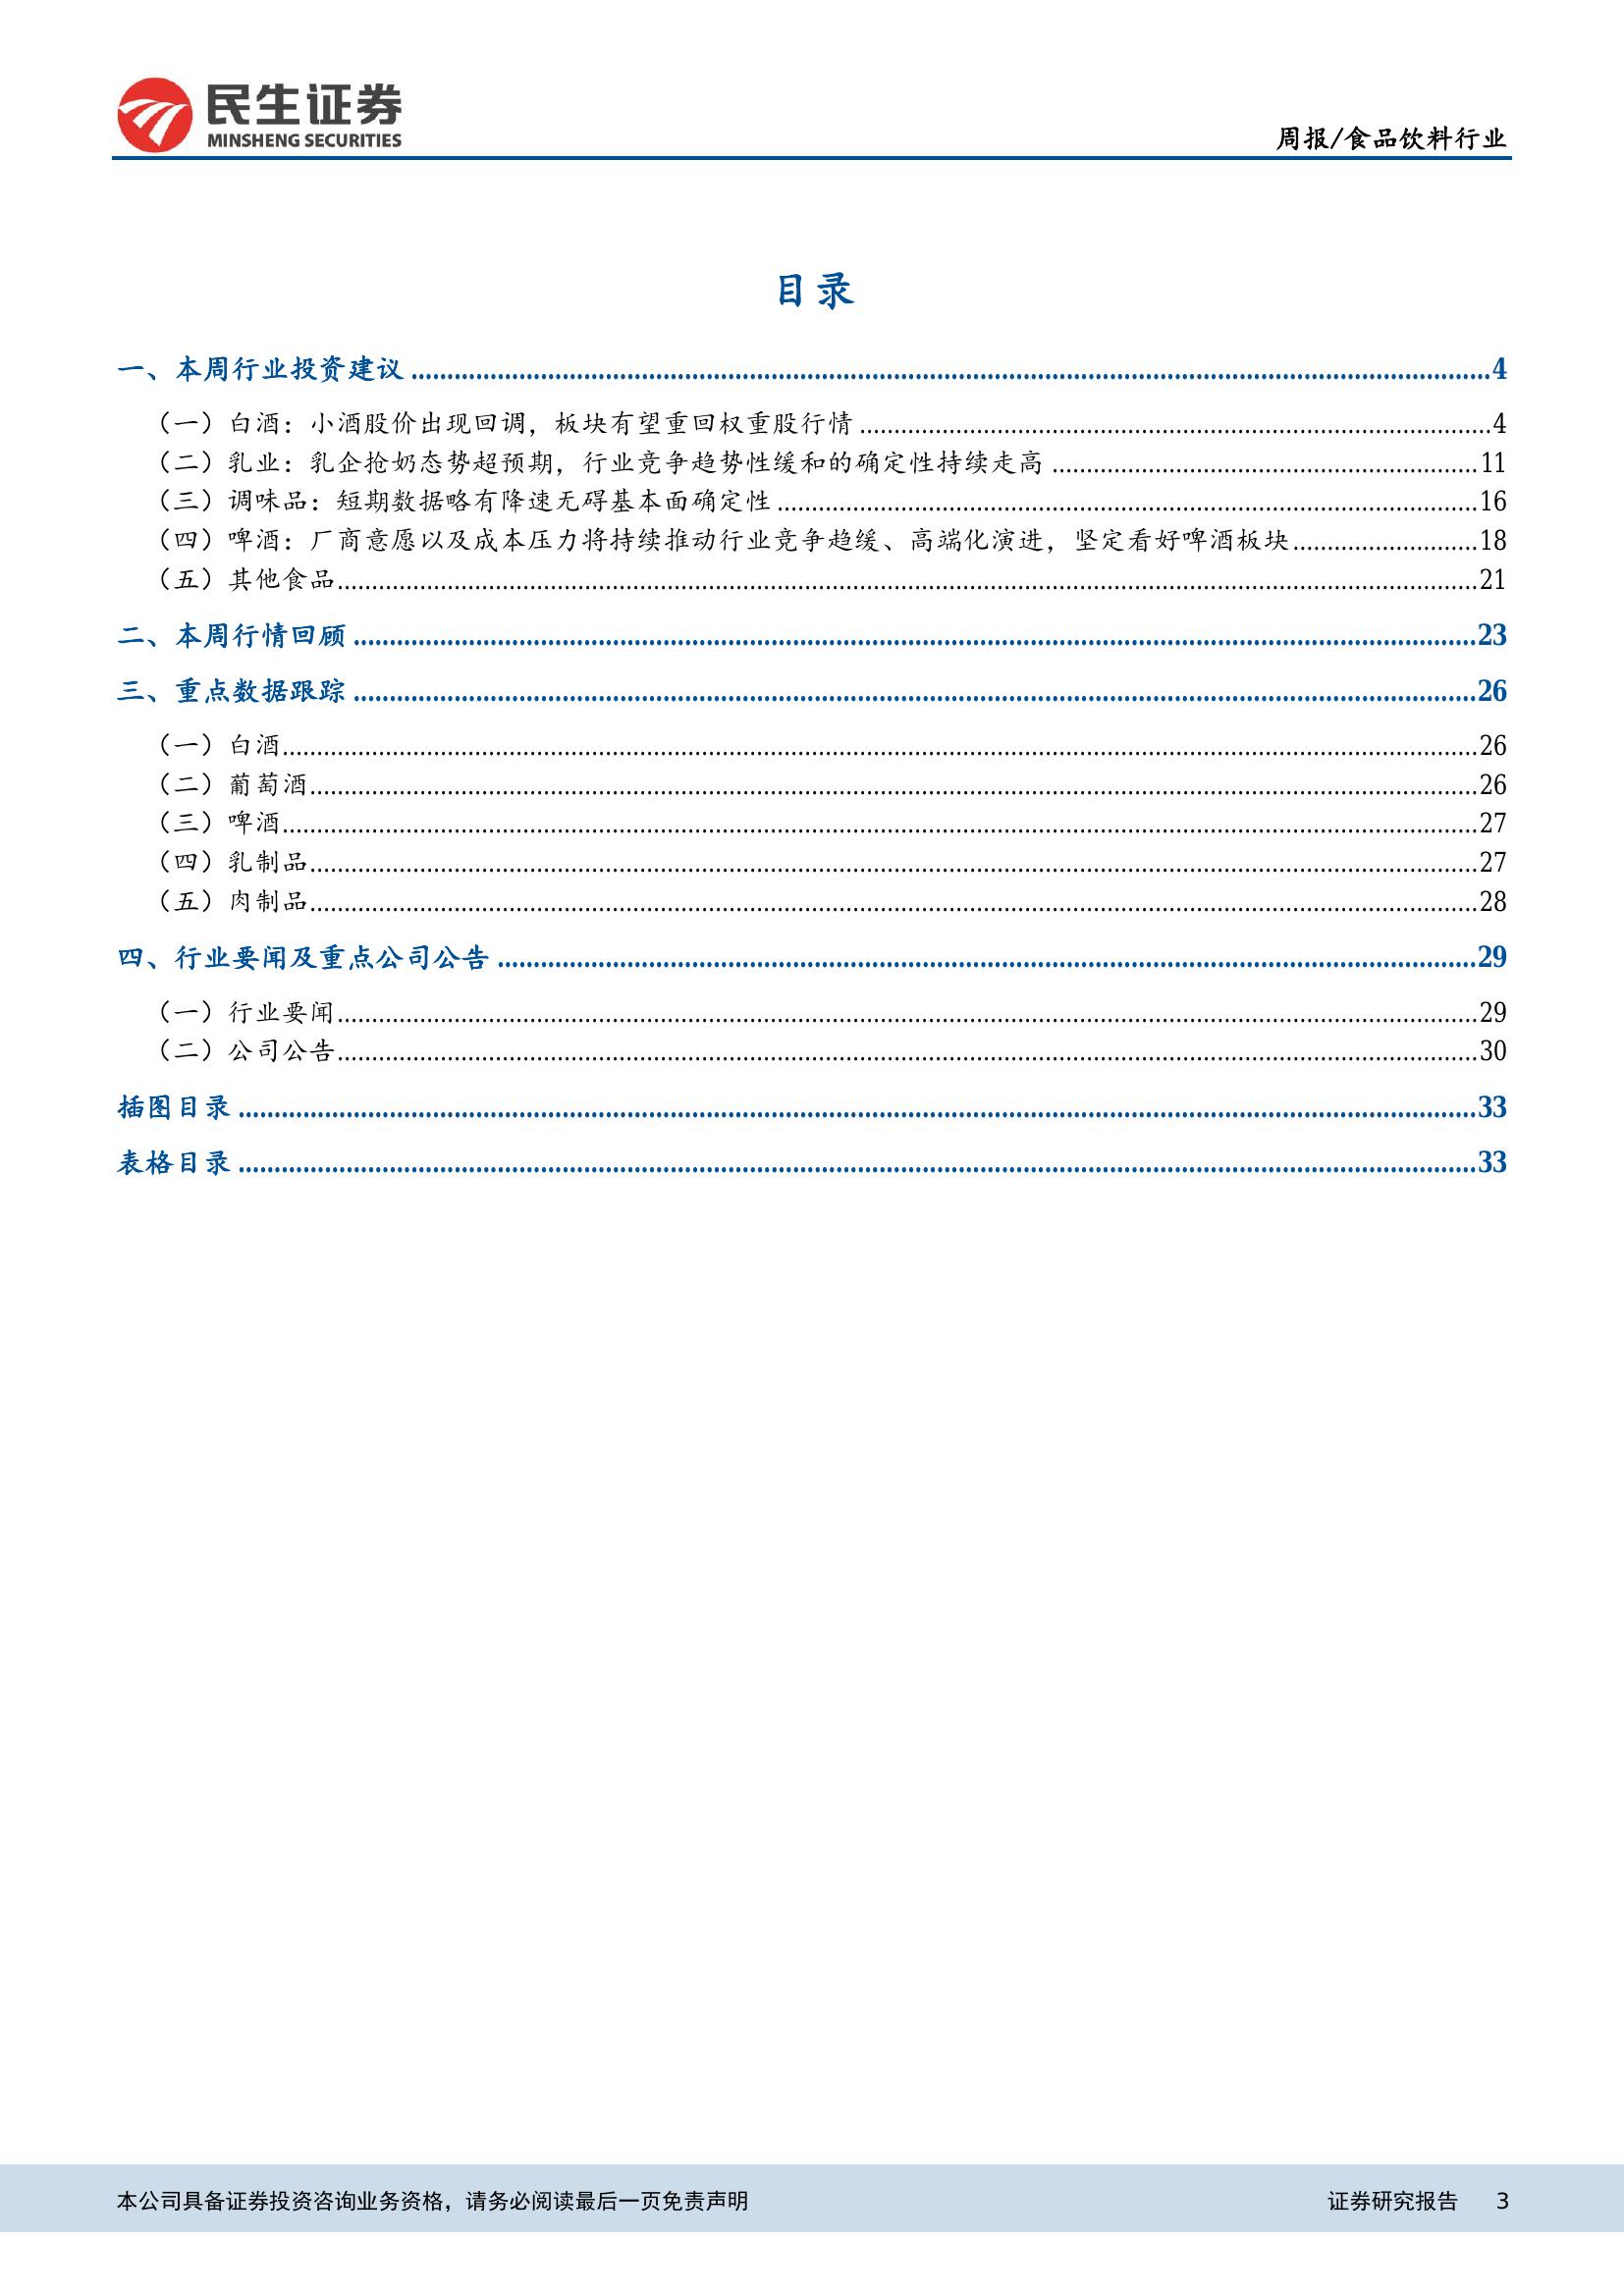 民生证券
MINSHENG SECURITIES
周报/食品饮料行业
目录
一、本周行业投资建议 ........ 4
（一）白酒：小酒股价出现回调，板块有望重回权重股行情 ........ 4
（二）乳业：乳企抢奶态势超预期，行业竞争趋势性缓和的确定性持续走高 ........ 11
（三）调味品：短期数据略有降速无碍基本面确定性 ........ 16
（四）啤酒：厂商意愿以及成本压力将持续推动行业竞争趋缓、高端化演进，坚定看好啤酒板块 ........ 18
（五）其他食品 ........ 21
二、本周行情回顾 ........ 23
三、重点数据跟踪 ........ 26
（一）白酒 ........ 26
（二）葡萄酒 ........ 26
（三）啤酒 ........ 27
（四）乳制品 ........ 27
（五）肉制品 ........ 28
四、行业要闻及重点公司公告 ........ 29
（一）行业要闻 ........ 29
（二）公司公告 ........ 30
插图目录 ........ 33
表格目录 ........ 33
本公司具备证券投资咨询业务资格，请务必阅读最后一页免责声明 证券研究报告 3